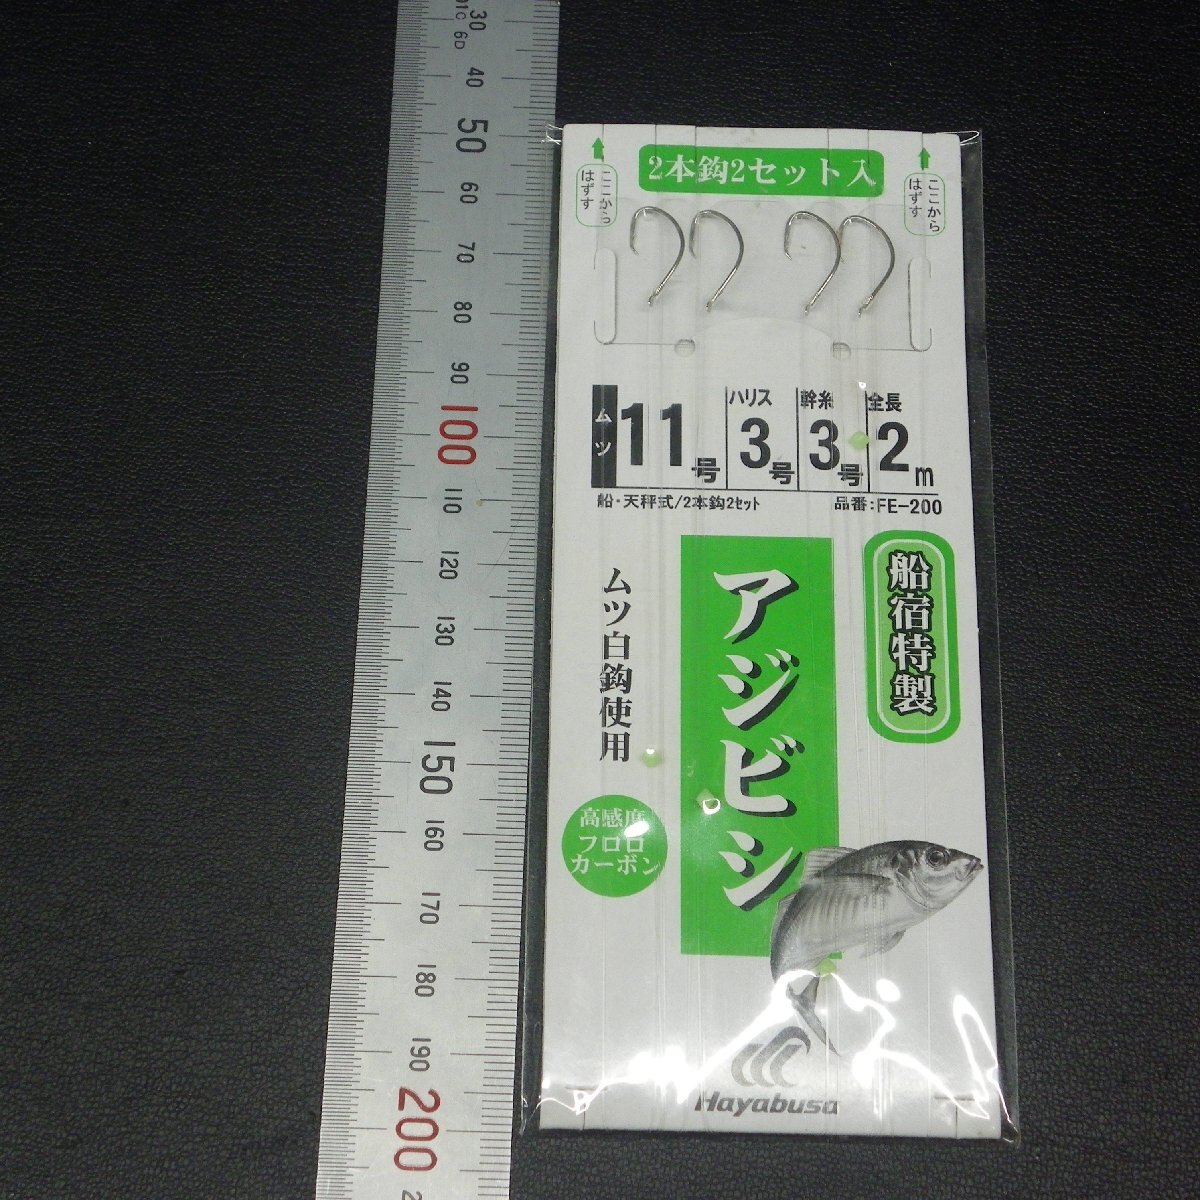 30
40
50
60
70
80
90
100
110
120
130
140
150
160
170
180
190
200
2本鈎2セット入
ここから
はずす
ここから
はずす
ムツ
11号
ハリス
3号
幹糸
3号
全長
2m
船・天秤式/2本鈎2セット
品番:FE-200
船宿特製
アジビシ
ムツ白鈎使用
高感度
フロロ
カーボン
Hayabusa